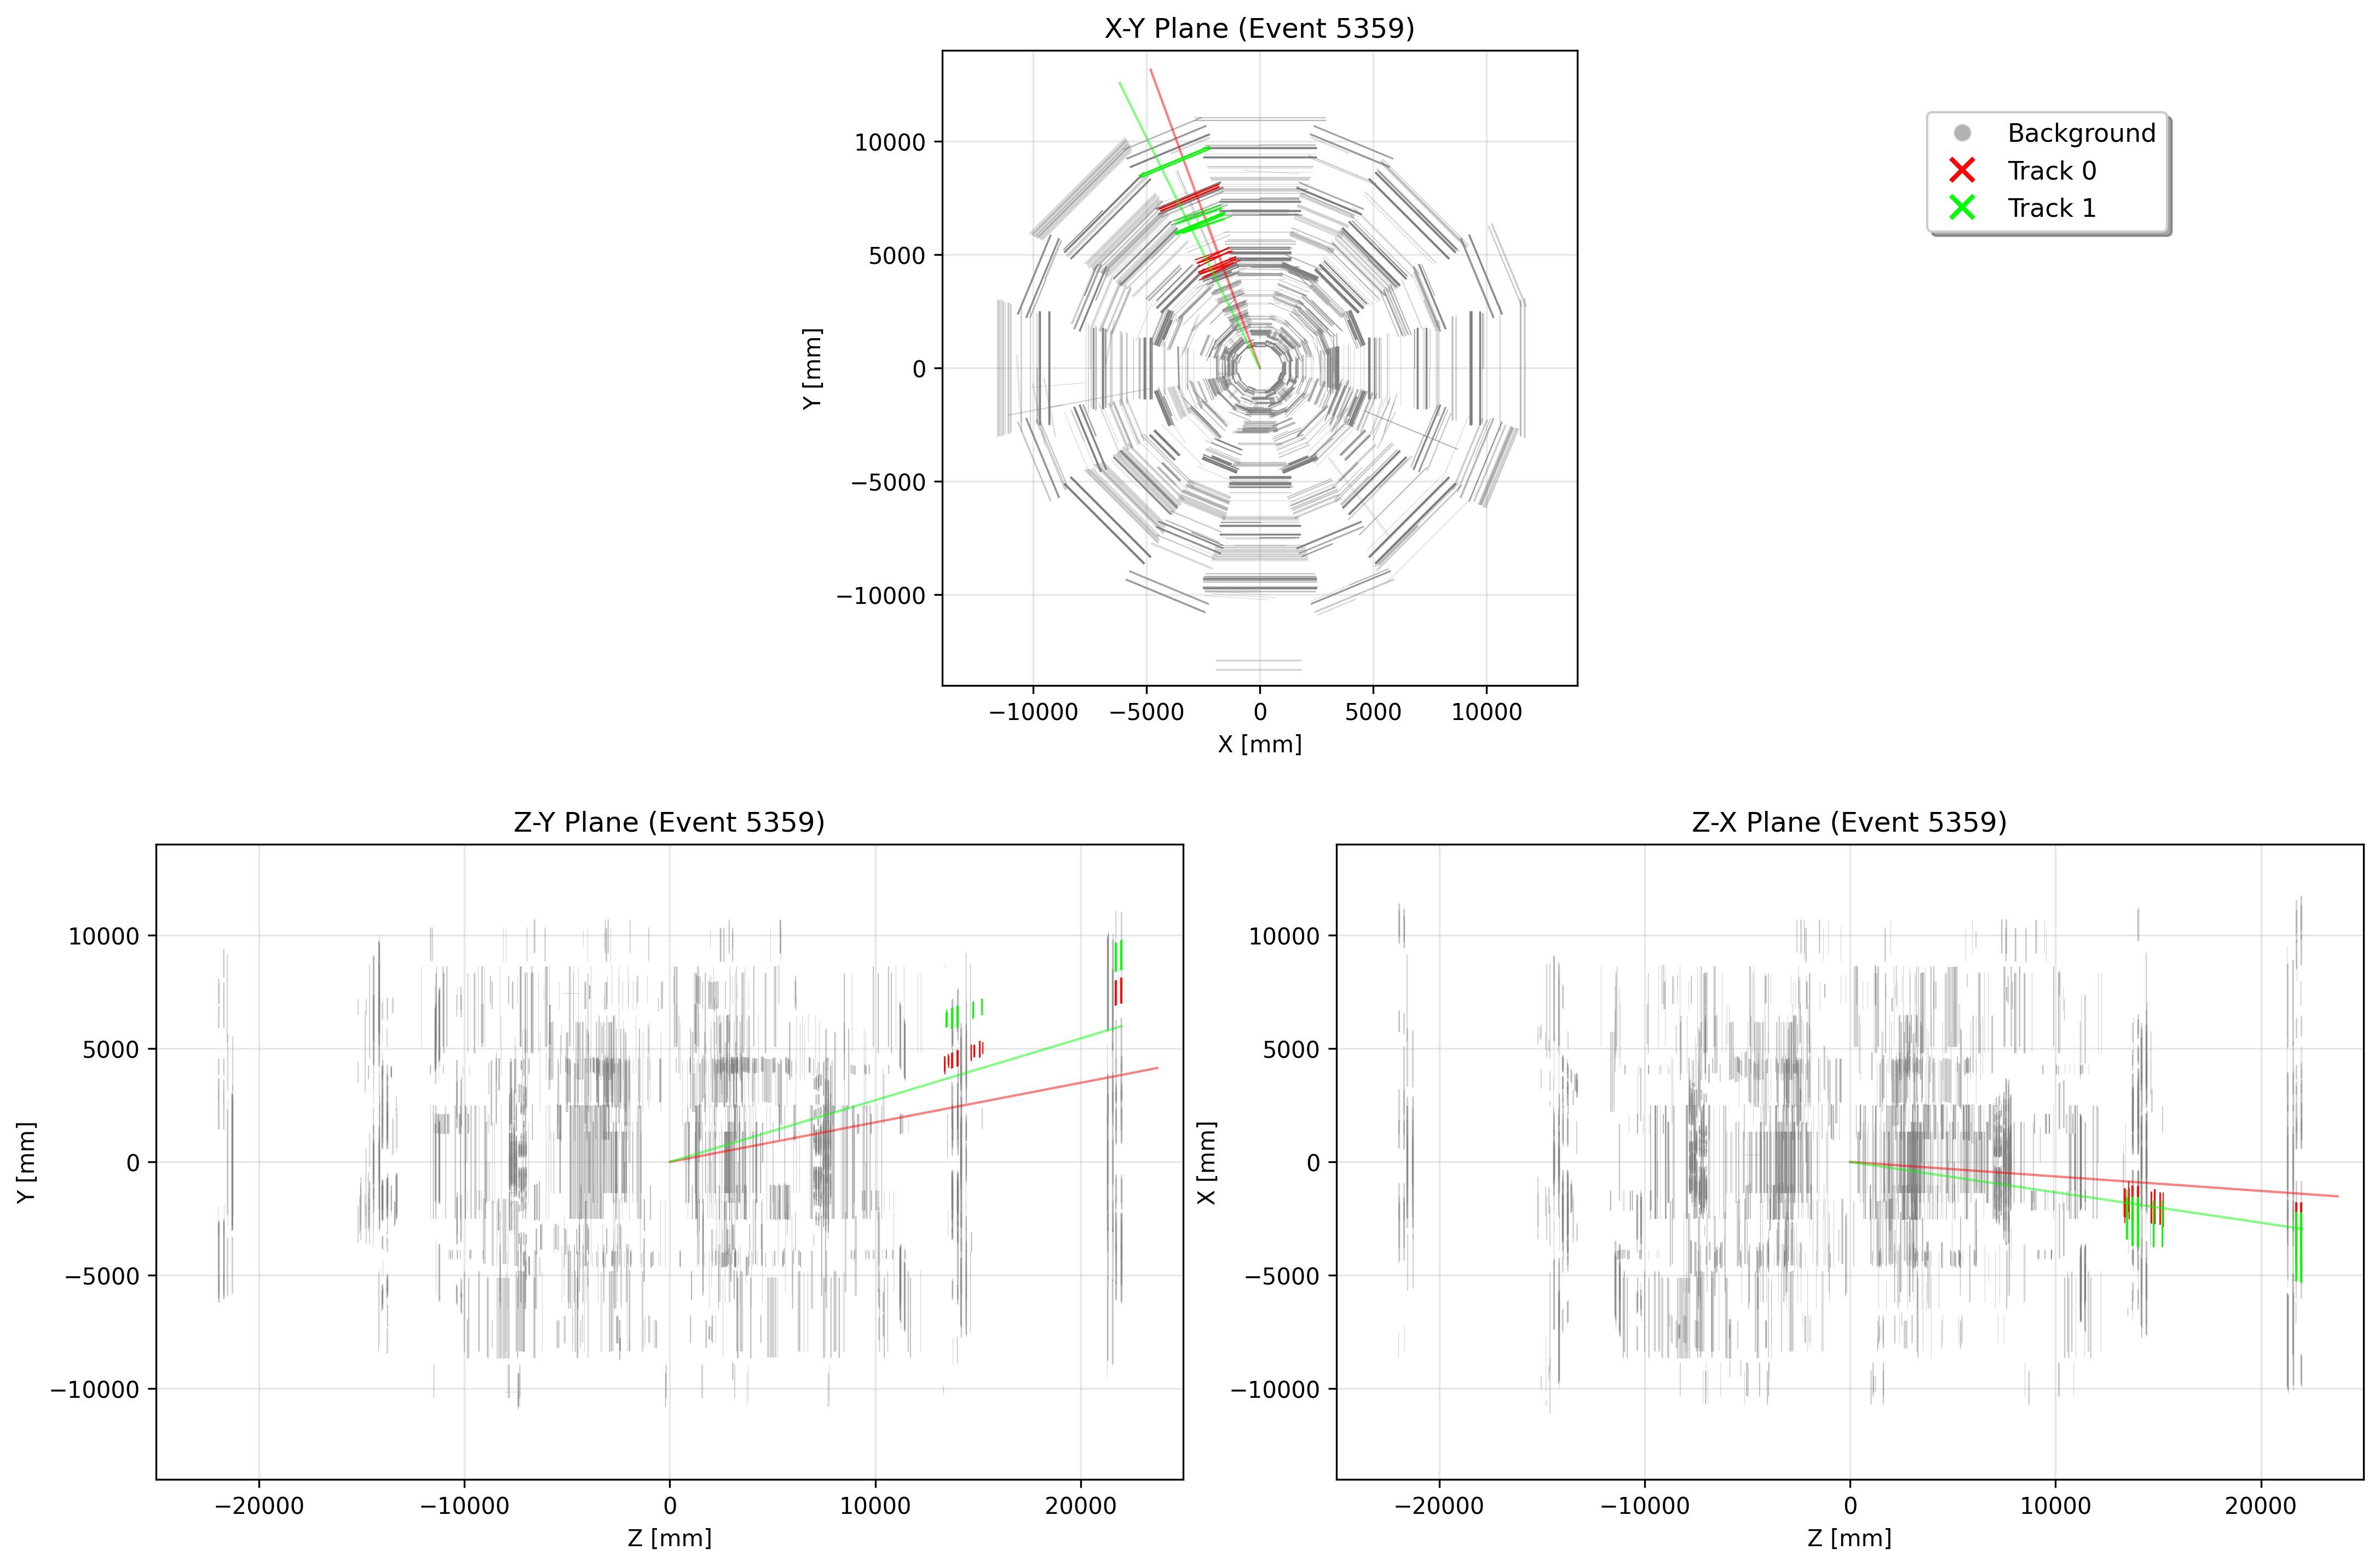 X-Y Plane (Event 5359)
10000
5000
0
−5000
−10000
Y [mm]
−10000 −5000 0 5000 10000
X [mm]
Background
Track 0
Track 1
Z-Y Plane (Event 5359)
10000
5000
0
−5000
−10000
Y [mm]
−20000 −10000 0 10000 20000
Z [mm]
Z-X Plane (Event 5359)
10000
5000
0
−5000
−10000
X [mm]
−20000 −10000 0 10000 20000
Z [mm]